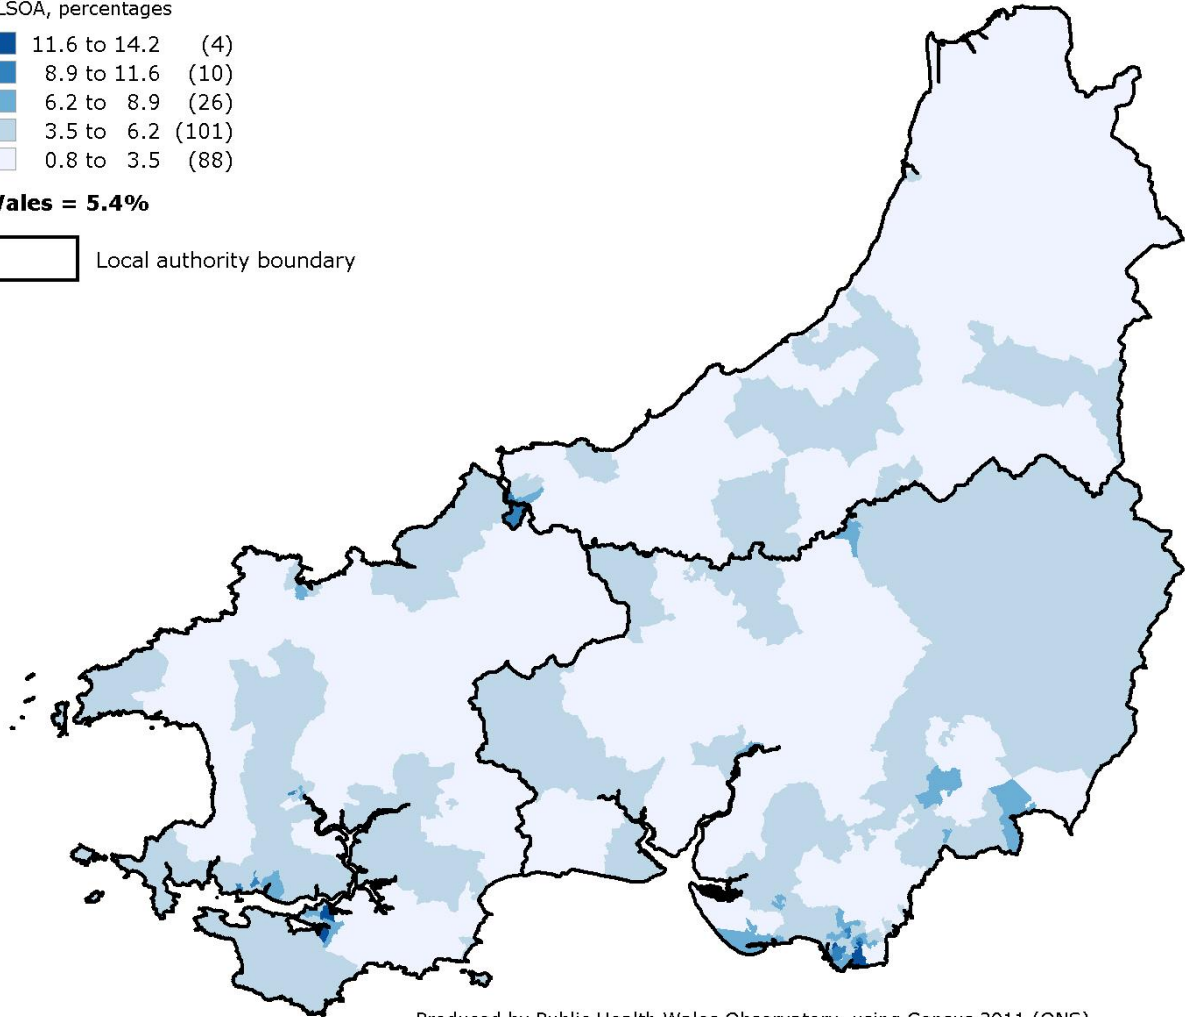 LSOA, percentages
11.6 to 14.2 (4)
8.9 to 11.6 (10)
6.2 to 8.9 (26)
3.5 to 6.2 (101)
0.8 to 3.5 (88)
Wales = 5.4%
Local authority boundary
Produced by Public Health Wales Observatory, using Census 2011 (ONS)